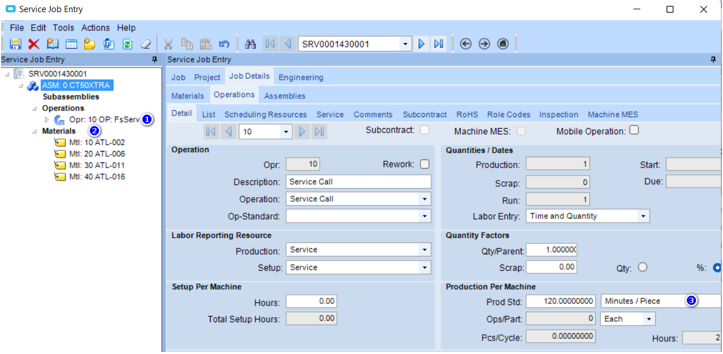 Service Job Entry
File Edit Tools Actions Help
SRV0001430001
Service Job Entry
SRV0001430001
ASM: 0 CT50XTRA
Subassemblies
Operations
Opr: 10 OP: FsServ 1
Materials 2
Mtl: 10 ATL-002
Mtl: 20 ATL-006
Mtl: 30 ATL-011
Mtl: 40 ATL-016
Service Job Entry
Job Project Job Details Engineering
Materials Operations Assemblies
Detail List Scheduling Resources Service Comments Subcontract RoHS Role Codes Inspection Machine MES
10 Subcontract: Machine MES: Mobile Operation:
Operation
Opr: 10 Rework:
Description: Service Call
Operation: Service Call
Op-Standard:
Labor Reporting Resource
Production: Service
Setup: Service
Setup Per Machine
Hours: 0.00
Total Setup Hours: 0.00
Quantities / Dates
Production: 1 Start:
Scrap: 0 Due:
Run: 1
Labor Entry: Time and Quantity
Quantity Factors
Qty/Parent: 1.000000
Scrap: 0.00 Qty: %:
Production Per Machine
Prod Std: 120.00000000 Minutes / Piece 3
Ops/Part: 0 Each
Pcs/Cycle: 0.00000000 Hours: 2